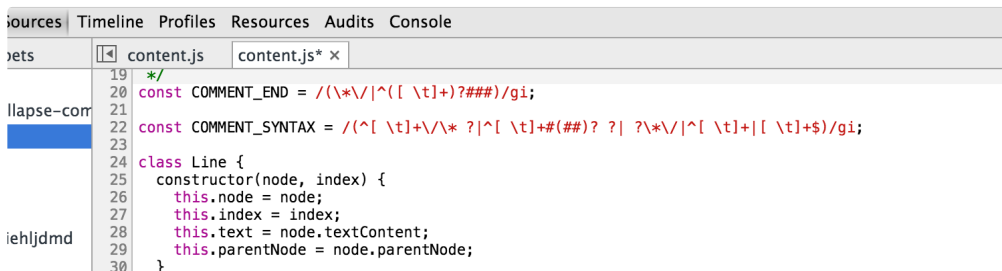 Sources Timeline Profiles Resources Audits Console
content.js content.js* ×
19 */
20 const COMMENT_END = /(\*\/|^([ \t]+)?###)/gi;
21
22 const COMMENT_SYNTAX = /(^[ \t]+\/\* ?|^[ \t]+#(##)? ?| ?\*\/|^[ \t]+|[ \t]+$)/gi;
23
24 class Line {
25 constructor(node, index) {
26 this.node = node;
27 this.index = index;
28 this.text = node.textContent;
29 this.parentNode = node.parentNode;
30 }
llapse-com
iehljdmd